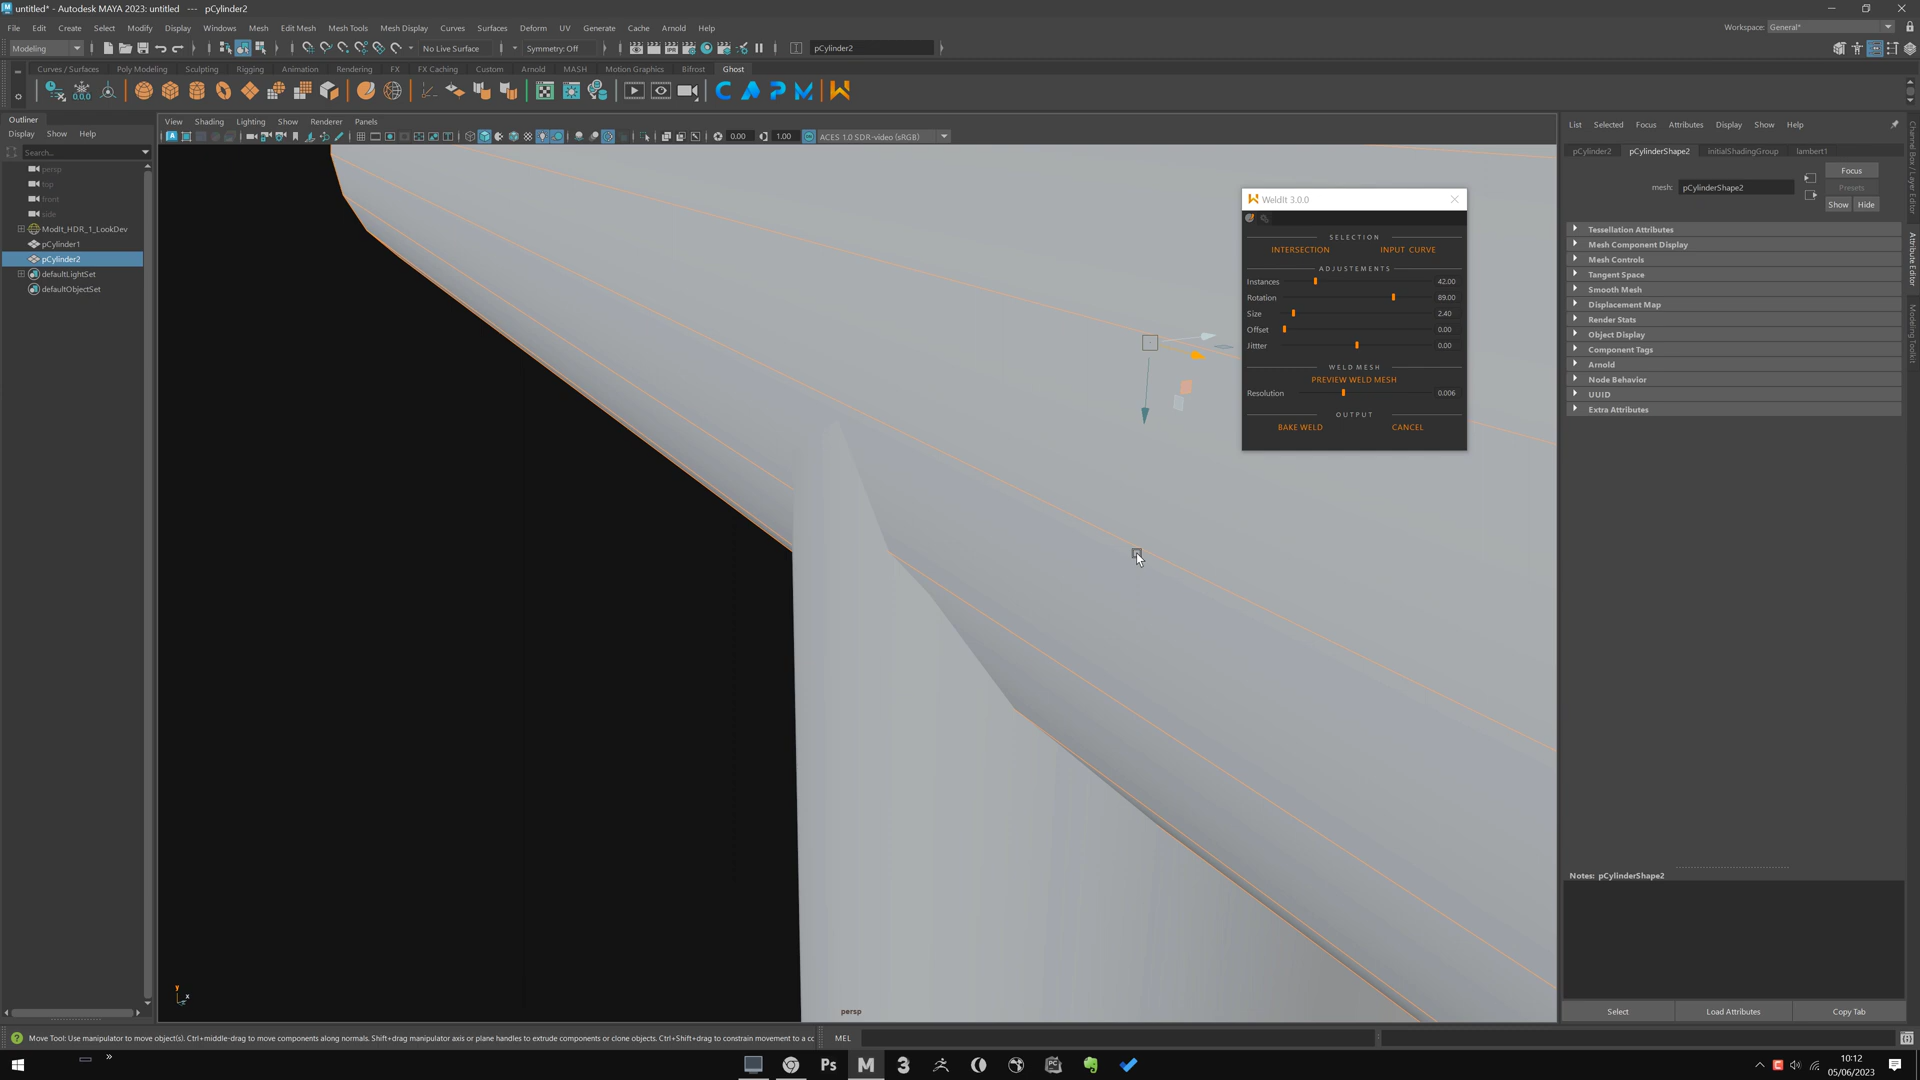 untitled* - Autodesk MAYA 2023: untitled --- pCylinder2
File Edit Create Select Modify Display Windows Mesh Edit Mesh Mesh Tools Mesh Display Curves Surfaces Deform UV Generate Cache Arnold Help
Workspace: General*
Modeling
No Live Surface
Symmetry: Off
pCylinder2
Curves / Surfaces Poly Modeling Sculpting Rigging Animation Rendering FX FX Caching Custom Arnold MASH Motion Graphics Bifrost Ghost
Outliner
Display Show Help
Search...
persp
top
front
side
ModIt_HDR_1_LookDev
pCylinder1
pCylinder2
defaultLightSet
defaultObjectSet
View Shading Lighting Show Renderer Panels
0.00
1.00
ACES 1.0 SDR-video (sRGB)
WeldIt 3.0.0
SELECTION
INTERSECTION INPUT CURVE
ADJUSTEMENTS
Instances 42.00
Rotation 89.00
Size 2.40
Offset 0.00
Jittter 0.00
WELD MESH
PREVIEW WELD MESH
Resolution 0.006
OUTPUT
BAKE WELD CANCEL
persp
y
x
List Selected Focus Attributes Display Show Help
pCylinder2 pCylinderShape2 initialShadingGroup lambert1
Focus
Presets
mesh: pCylinderShape2
Show Hide
Tessellation Attributes
Mesh Component Display
Mesh Controls
Tangent Space
Smooth Mesh
Displacement Map
Render Stats
Object Display
Component Tags
Arnold
Node Behavior
UUID
Extra Attributes
Notes: pCylinderShape2
Select Load Attributes Copy Tab
Channel Box / Layer Editor
Attribute Editor
Modeling Toolkit
Move Tool: Use manipulator to move object(s). Ctrl+middle-drag to move components along normals. Shift+drag manipulator axis or plane handles to extrude components or clone objects. Ctrl+Shift+drag to constrain movement to a cc
MEL
10:12
05/06/2023